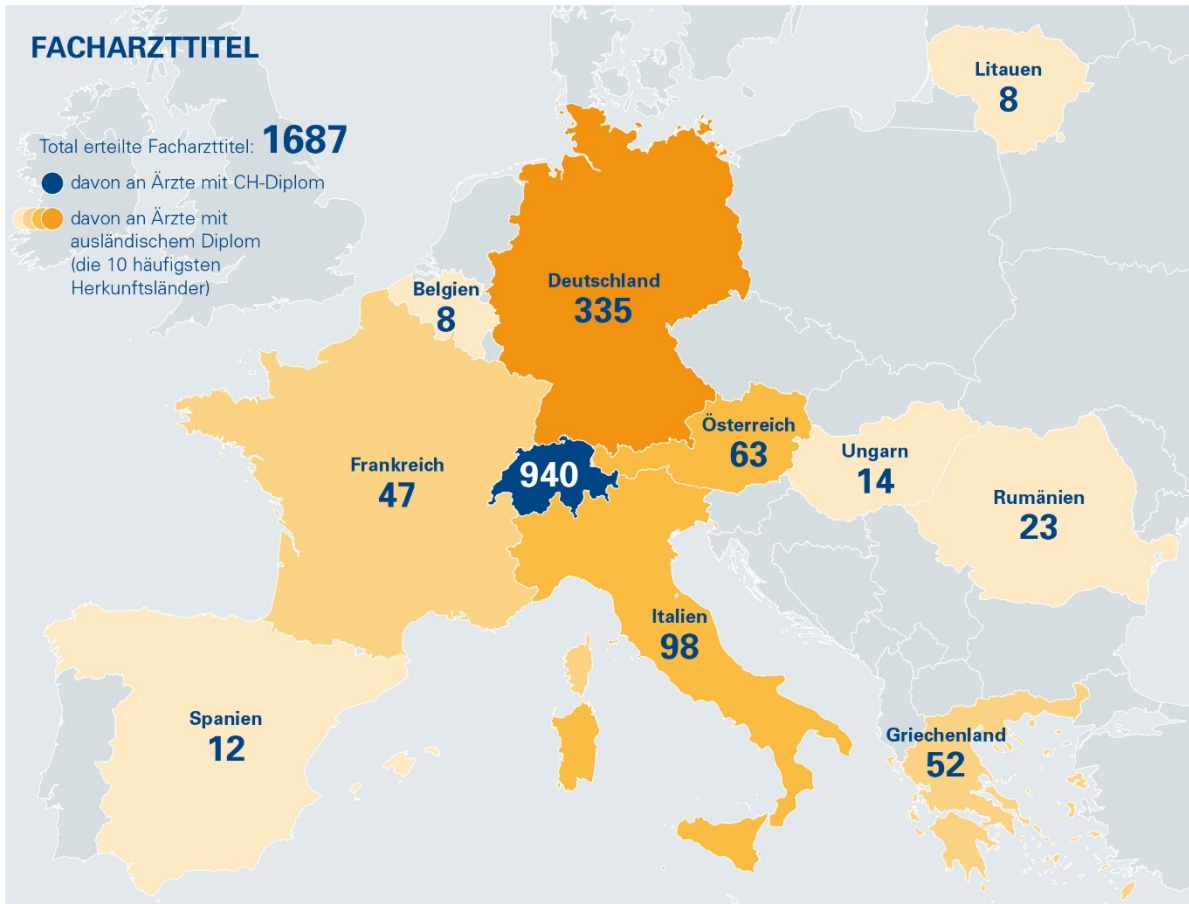 FACHARZTTITEL
Total erteilte Facharzttitel: 1687
davon an Ärzte mit CH-Diplom
davon an Ärzte mit
ausländischem Diplom
(die 10 häufigsten
Herkunftsländer)
Litauen
8
Belgien
8
Deutschland
335
Österreich
63
Frankreich
47
940
Ungarn
14
Rumänien
23
Italien
98
Spanien
12
Griechenland
52